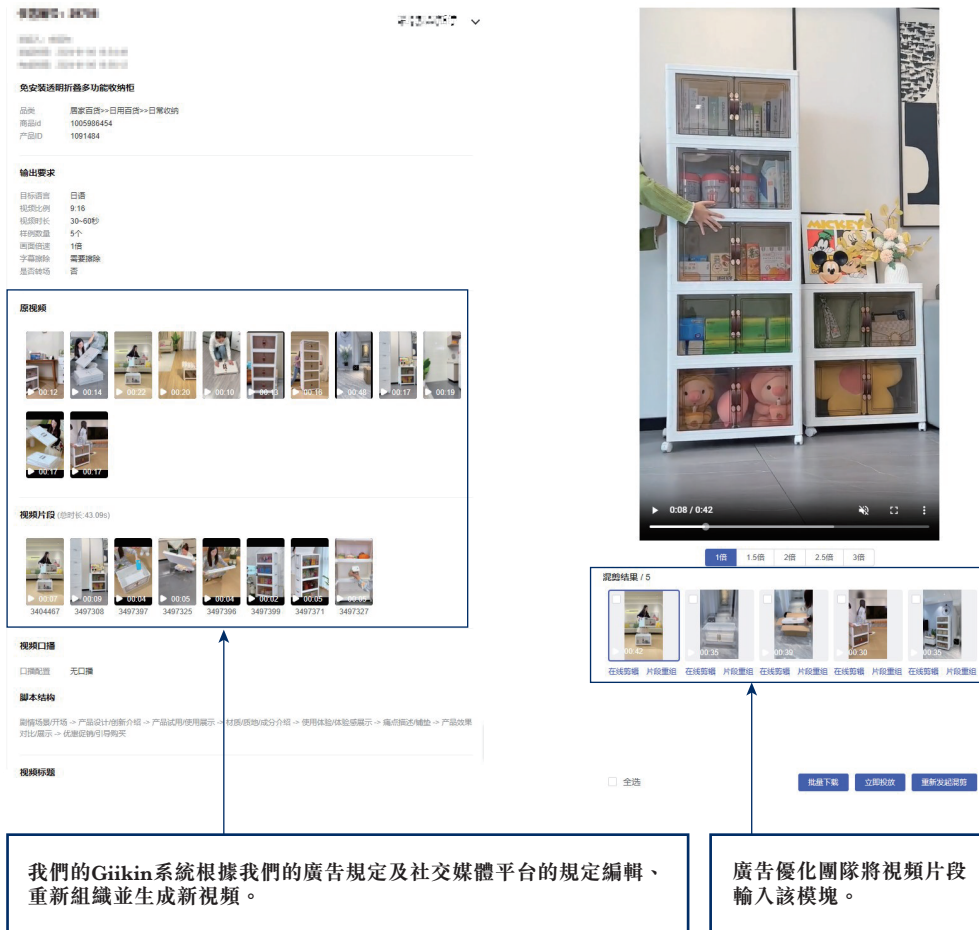 免安装透明折叠多功能收纳柜
品类 居家百货>>日用百货>>日常收纳
商品id 1005986454
产品ID 1091484
输出要求
目标语言 日语
视频比例 9:16
视频时长 30~60秒
样例数量 5个
画面倍速 1倍
字幕擦除 需要擦除
是否转场 否
原视频
00:12 00:14 00:22 00:20 00:10 00:13 00:16 00:48 00:17 00:19
00:17 00:17
视频片段 (总时长:43.09s)
00:07 00:09 00:04 00:05 00:04 00:02 00:05 00:05
3404467 3497308 3497397 3497325 3497396 3497399 3497371 3497327
视频口播
口播配置 无口播
脚本结构
剧情场景/开场 -> 产品设计/创新介绍 -> 产品试用/使用展示 -> 材质/质地/成分介绍 -> 使用体验/体验感展示 -> 痛点描述/铺垫 -> 产品效果
对比/展示 -> 优惠促销/引导购买
视频标题
MICKEY
0:08 / 0:42
1倍 1.5倍 2倍 2.5倍 3倍
混剪结果 / 5
00:42 00:35 00:30 00:30 00:35
在线剪辑 片段重组 在线剪辑 片段重组 在线剪辑 片段重组 在线剪辑 片段重组 在线剪辑 片段重组
全选 批量下载 立即投放 重新发起混剪
我們的Giikin系統根據我們的廣告規定及社交媒體平台的規定編輯、
重新組織並生成新視頻。
廣告優化團隊將視頻片段
輸入該模塊。